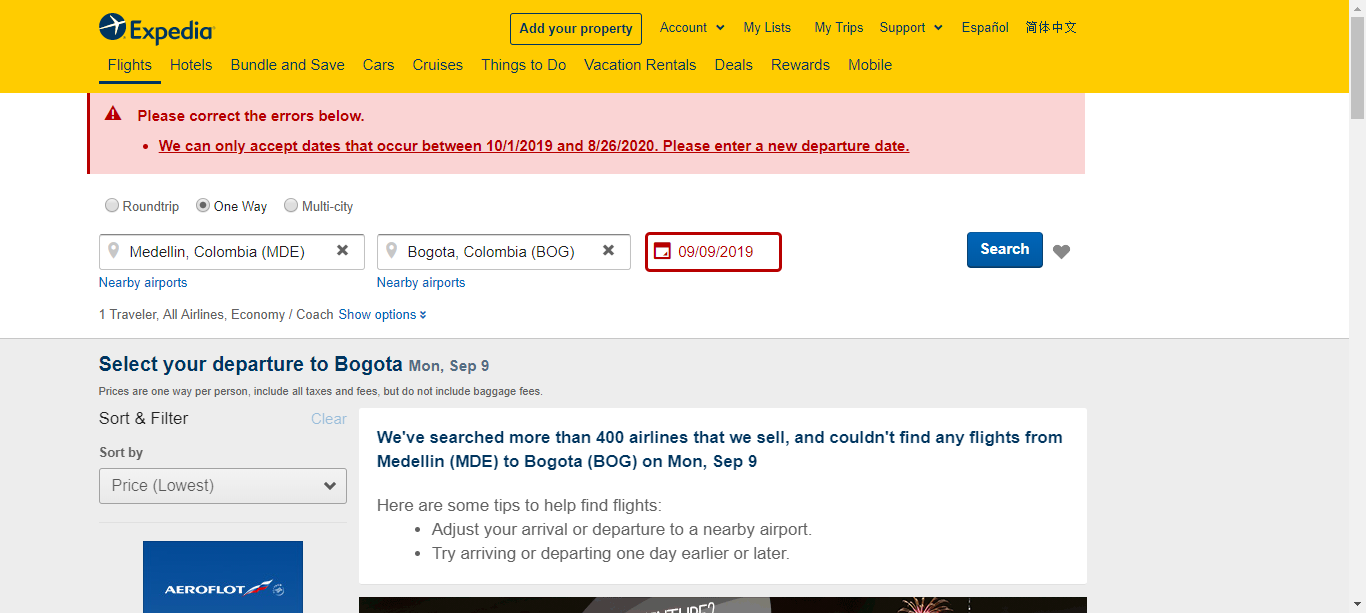 Expedia
Add your property
Account
My Lists
My Trips
Support
Español
简体中文
Flights
Hotels
Bundle and Save
Cars
Cruises
Things to Do
Vacation Rentals
Deals
Rewards
Mobile
Please correct the errors below.
We can only accept dates that occur between 10/1/2019 and 8/26/2020. Please enter a new departure date.
Roundtrip
One Way
Multi-city
Medellin, Colombia (MDE)
Bogota, Colombia (BOG)
09/09/2019
Search
Nearby airports
Nearby airports
1 Traveler, All Airlines, Economy / Coach Show options
Select your departure to Bogota Mon, Sep 9
Prices are one way per person, include all taxes and fees, but do not include baggage fees.
Sort & Filter
Clear
Sort by
Price (Lowest)
We've searched more than 400 airlines that we sell, and couldn't find any flights from
Medellin (MDE) to Bogota (BOG) on Mon, Sep 9
Here are some tips to help find flights:
• Adjust your arrival or departure to a nearby airport.
• Try arriving or departing one day earlier or later.
AEROFLOT